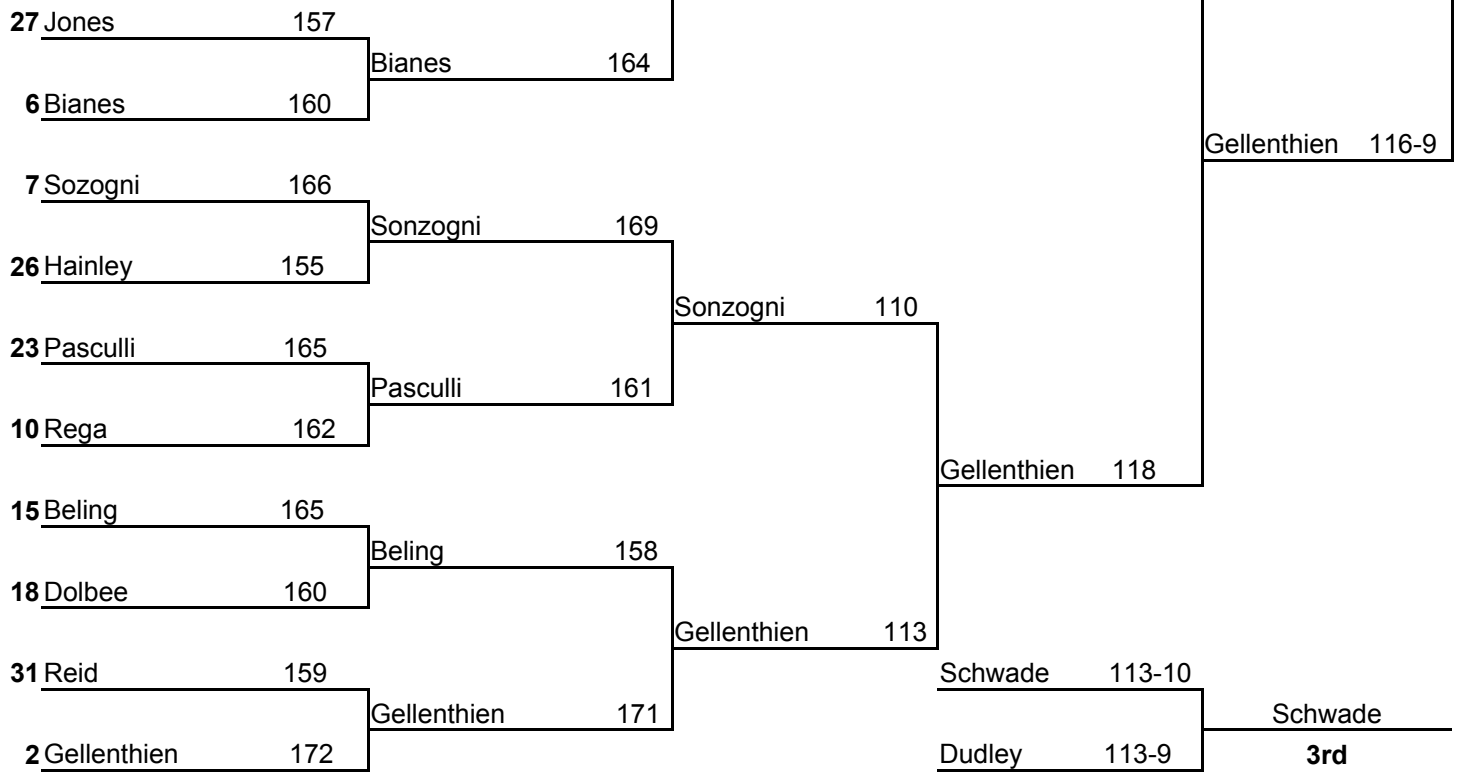 27 Jones 157
Bianes 164
6 Bianes 160
Gellenthien 116-9
7 Sozogni 166
Sonzogni 169
26 Hainley 155
Sonzogni 110
23 Pasculli 165
Pasculli 161
10 Rega 162
Gellenthien 118
15 Beling 165
Beling 158
18 Dolbee 160
Gellenthien 113
31 Reid 159 Schwade 113-10
Gellenthien 171 Schwade
2 Gellenthien 172 Dudley 113-9 3rd